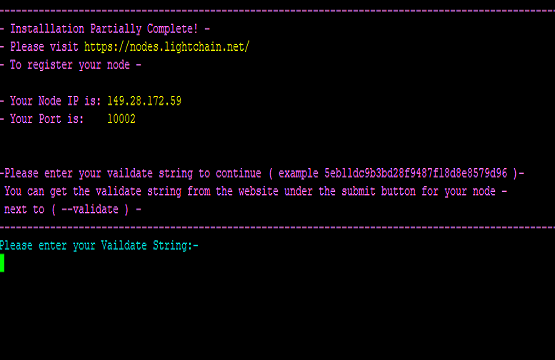 - Installlation Partially Complete! -
- Please visit https://nodes.lightchain.net/
- To register your node -
- Your Node IP is: 149.28.172.59
- Your Port is: 10002
-Please enter your vaildate string to continue ( example 5eb11dc9b3bd28f9487f18d8e8579d96 )-
You can get the validate string from the website under the submit button for your node -
next to ( --validate ) -
Please enter your Vaildate String:-